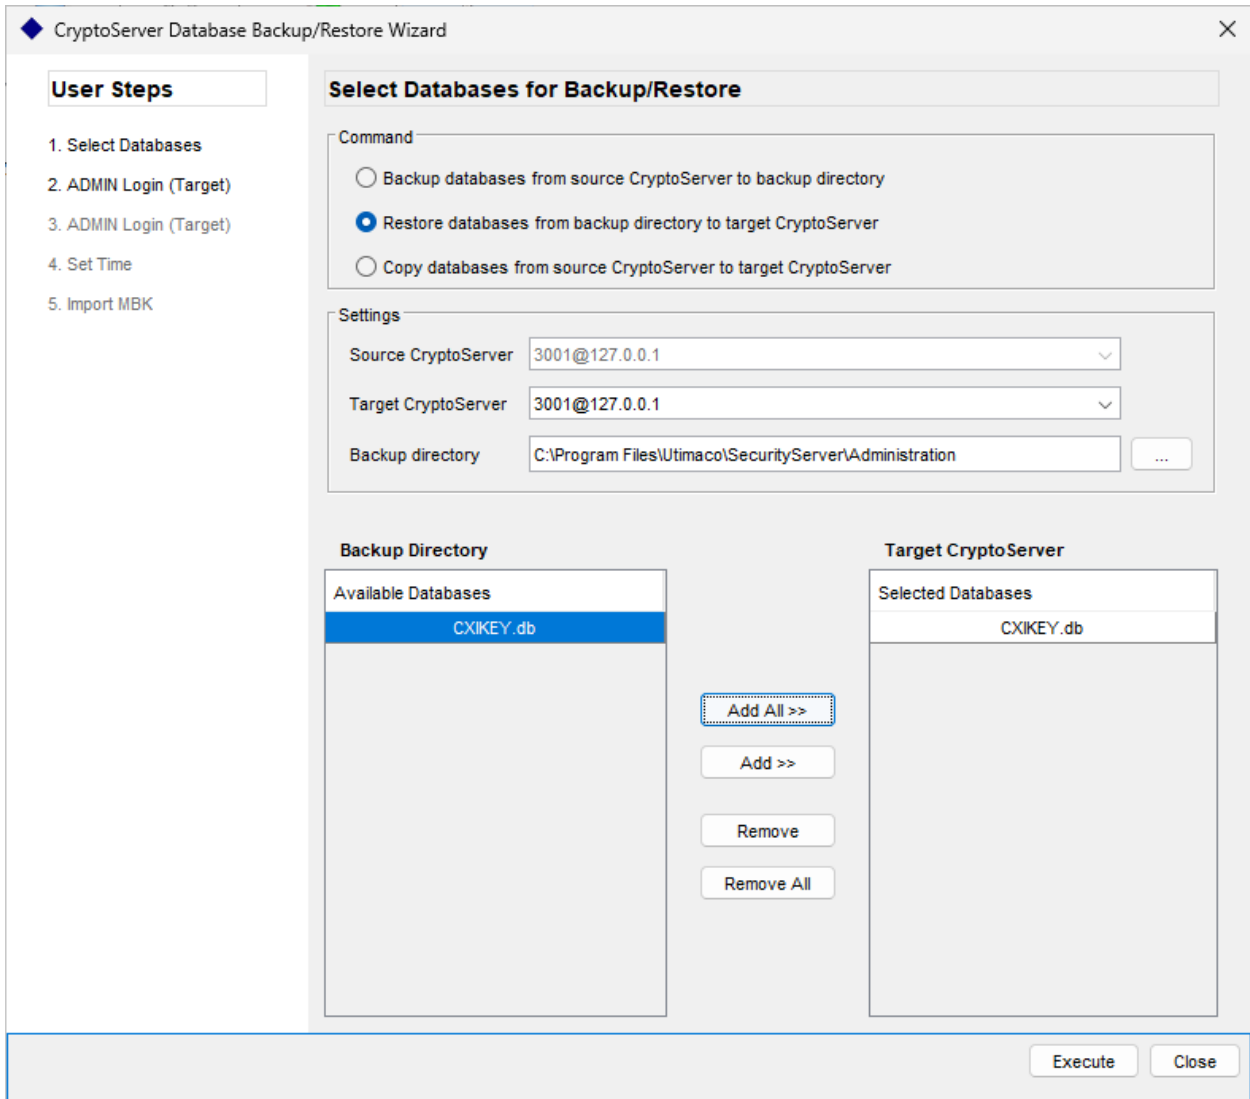 CryptoServer Database Backup/Restore Wizard
User Steps
1. Select Databases
2. ADMIN Login (Target)
3. ADMIN Login (Target)
4. Set Time
5. Import MBK
Select Databases for Backup/Restore
Command
Backup databases from source CryptoServer to backup directory
Restore databases from backup directory to target CryptoServer
Copy databases from source CryptoServer to target CryptoServer
Settings
Source CryptoServer 3001@127.0.0.1
Target CryptoServer 3001@127.0.0.1
Backup directory C:\Program Files\Utimaco\SecurityServer\Administration ...
Backup Directory
Available Databases
CXIKEY.db
Add All >>
Add >>
Remove
Remove All
Target CryptoServer
Selected Databases
CXIKEY.db
Execute Close